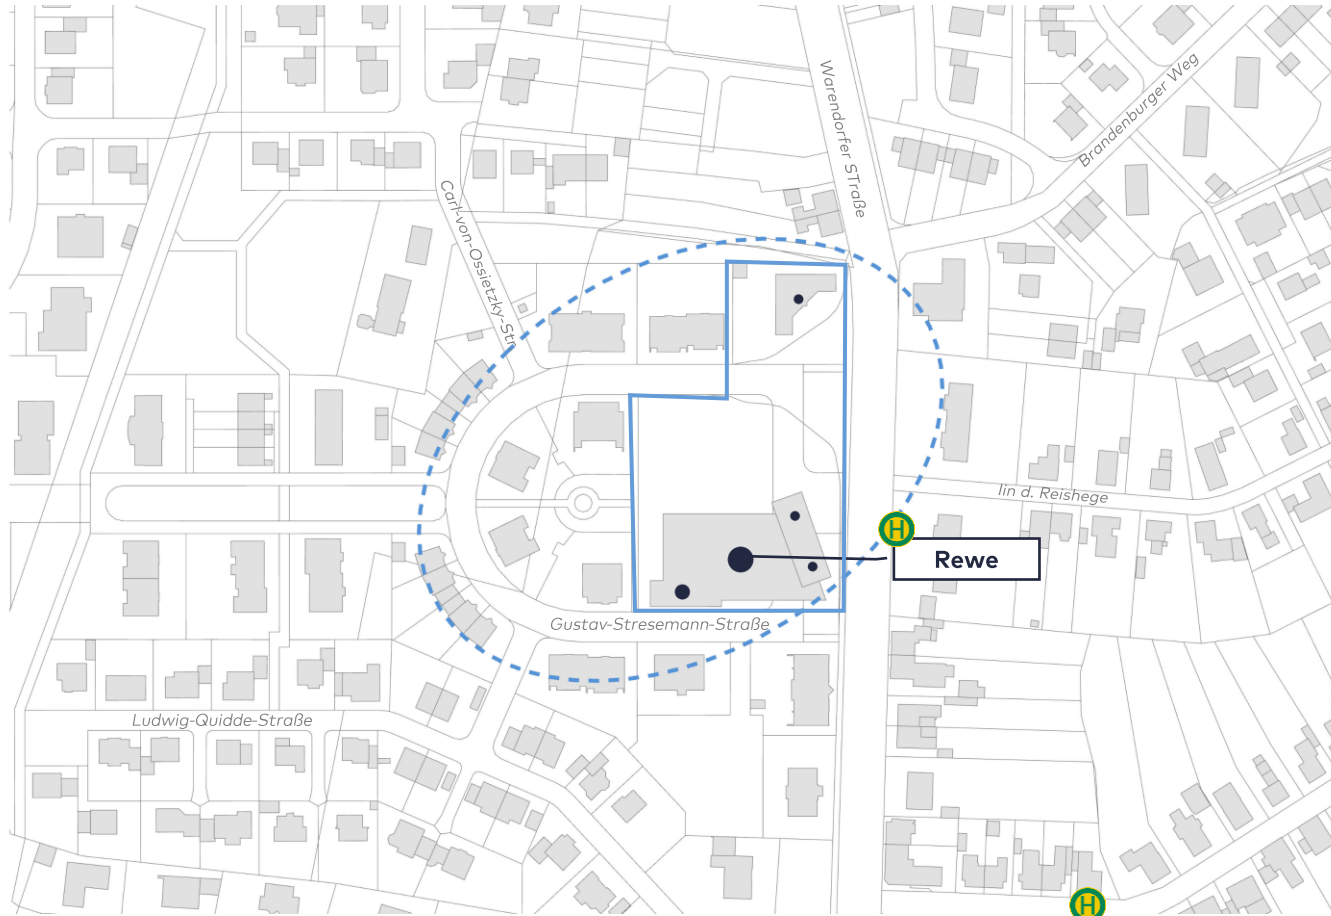 Warendorfer STraße
Brandenburger Weg
Carl-von-Ossietzky-Str.
lin d. Reishege
H
Rewe
Gustav-Stresemann-Straße
Ludwig-Quidde-Straße
H